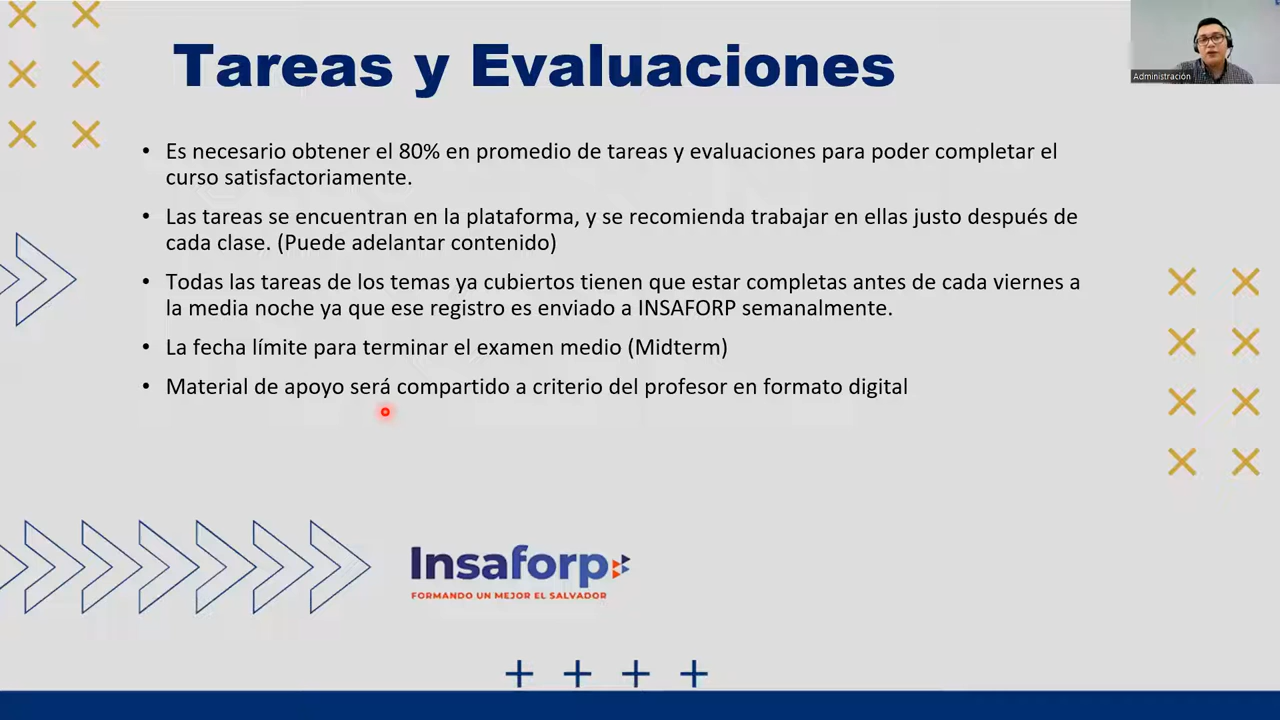 Tareas y Evaluaciones
Administración
• Es necesario obtener el 80% en promedio de tareas y evaluaciones para poder completar el
curso satisfactoriamente.
• Las tareas se encuentran en la plataforma, y se recomienda trabajar en ellas justo después de
cada clase. (Puede adelantar contenido)
• Todas las tareas de los temas ya cubiertos tienen que estar completas antes de cada viernes a
la media noche ya que ese registro es enviado a INSAFORP semanalmente.
• La fecha límite para terminar el examen medio (Midterm)
• Material de apoyo será compartido a criterio del profesor en formato digital
Insaforp
FORMANDO UN MEJOR EL SALVADOR